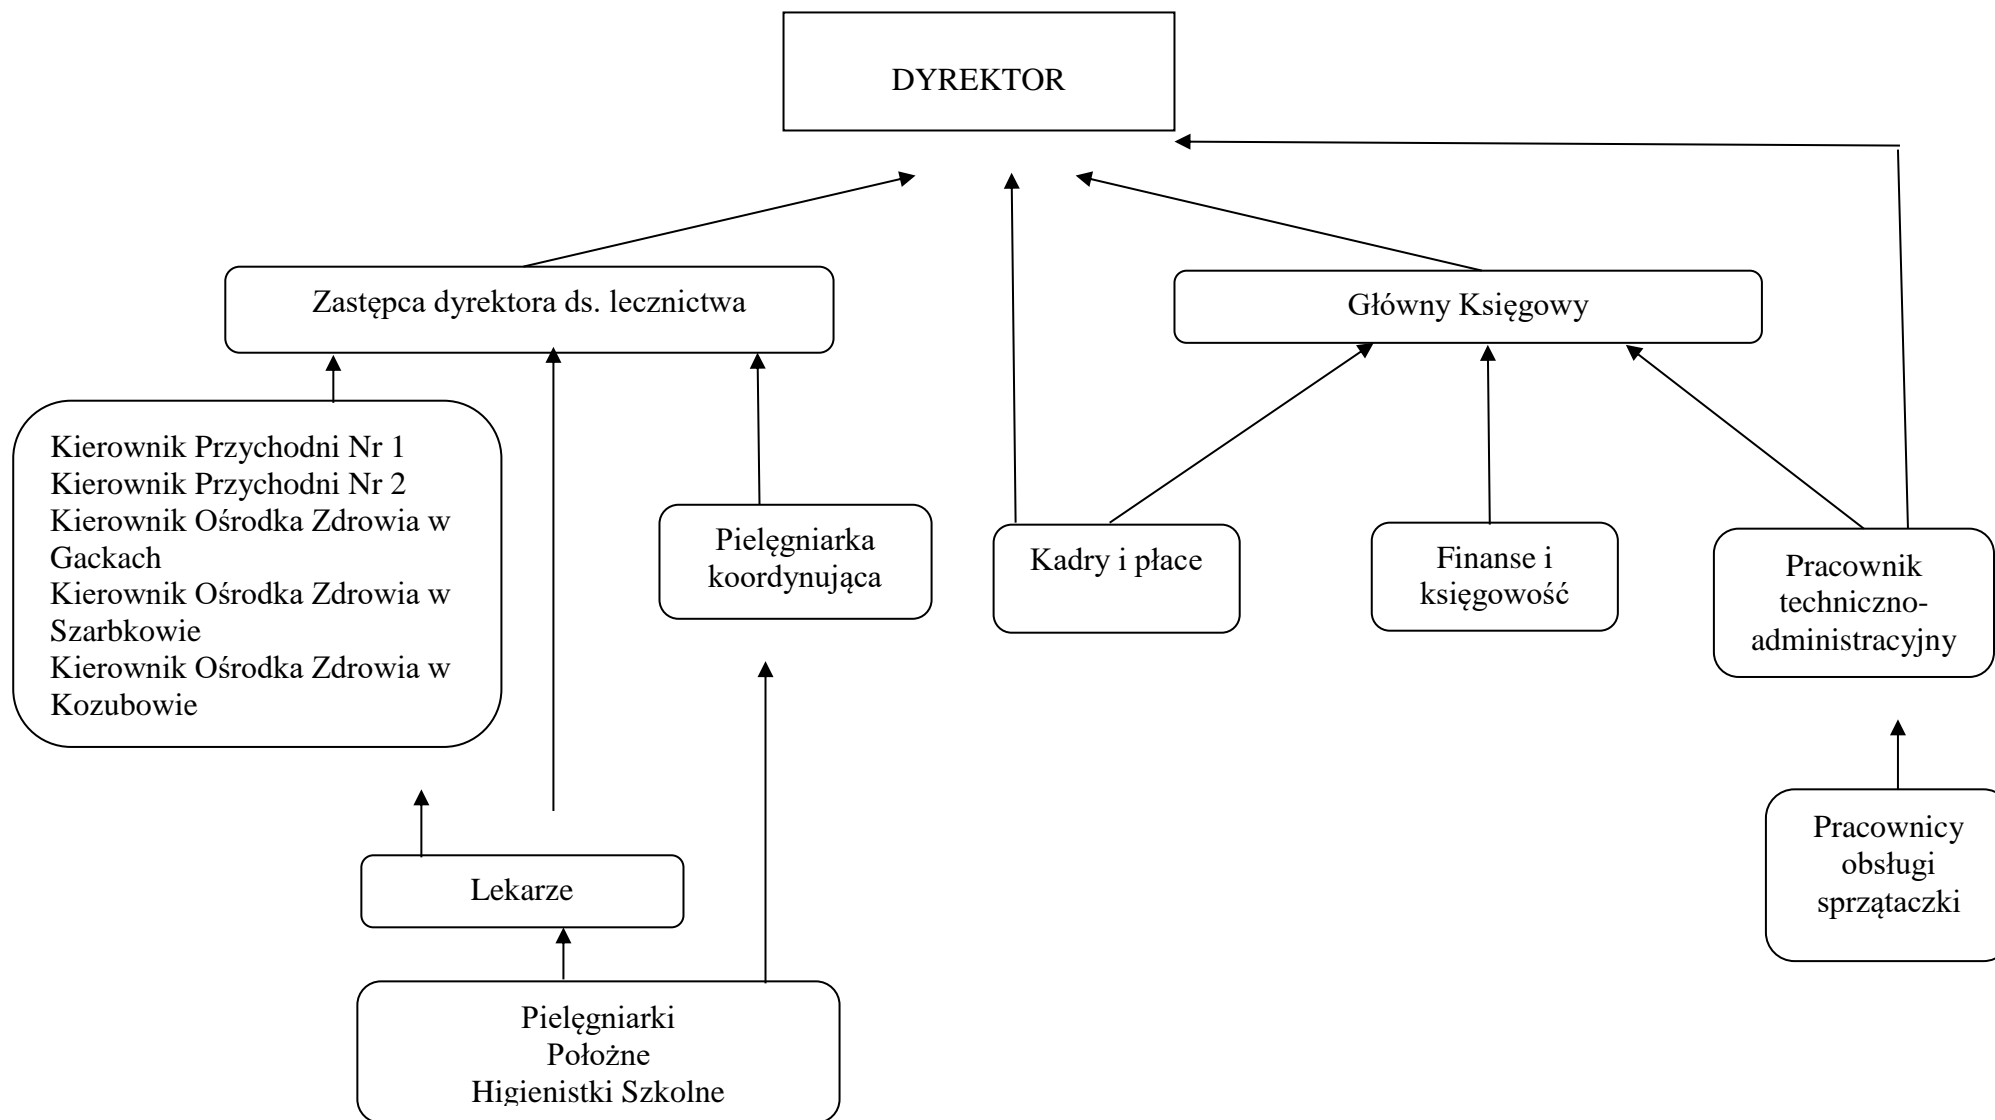 DYREKTOR
Zastępca dyrektora ds. lecznictwa
Główny Księgowy
Kierownik Przychodni Nr 1
Kierownik Przychodni Nr 2
Kierownik Ośrodka Zdrowia w
Gackach
Kierownik Ośrodka Zdrowia w
Szarbkowie
Kierownik Ośrodka Zdrowia w
Kozubowie
Pielęgniarka
koordynująca
Kadry i płace
Finanse i
księgowość
Pracownik
techniczno-
administracyjny
Lekarze
Pracownicy
obsługi
sprzątaczki
Pielęgniarki
Położne
Higienistki Szkolne